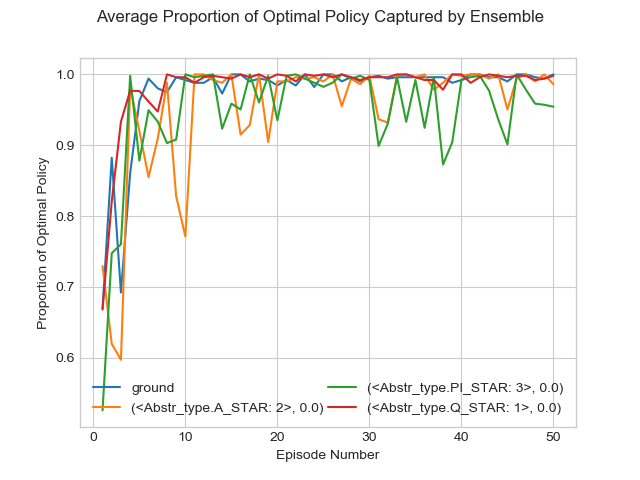 Average Proportion of Optimal Policy Captured by Ensemble
Proportion of Optimal Policy
1.0
0.9
0.8
0.7
0.6
ground
(<Abstr_type.A_STAR: 2>, 0.0)
(<Abstr_type.PI_STAR: 3>, 0.0)
(<Abstr_type.Q_STAR: 1>, 0.0)
0 10 20 30 40 50
Episode Number